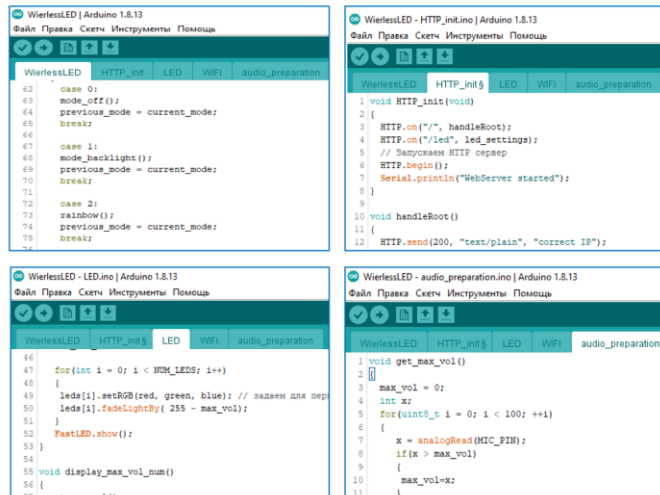 WierlessLED | Arduino 1.8.13
Файл Правка Скетч Инструменты Помощь
WierlessLED HTTP_init LED WIFI audio_preparation
62 case 0:
63 mode_off();
64 previous_mode = current_mode;
65 break;
66
67 case 1:
68 mode_backlight();
69 previous_mode = current_mode;
70 break;
71
72 case 2:
73 rainbow();
74 previous_mode = current_mode;
75 break;
WierlessLED - HTTP_init.ino | Arduino 1.8.13
Файл Правка Скетч Инструменты Помощь
WierlessLED HTTP_init § LED WIFI audio_preparation
1 void HTTP_init(void)
2 {
3 HTTP.on("/", handleRoot);
4 HTTP.on("/led", led_settings);
5 // Запускаем HTTP сервер
6 HTTP.begin();
7 Serial.println("WebServer started");
8 }
9
10 void handleRoot()
11 {
12 HTTP.send(200, "text/plain", "correct IP");
WierlessLED - LED.ino | Arduino 1.8.13
Файл Правка Скетч Инструменты Помощь
WierlessLED HTTP_init § LED WIFI audio_preparation
46
47 for(int i = 0; i < NUM_LEDS; i++)
48 {
49 leds[i].setRGB(red, green, blue); // задаем для пер
50 leds[i].fadeLightBy( 255 - max_vol);
51 }
52 FastLED.show();
53 }
54
55 void display_max_vol_num()
56 {
WierlessLED - audio_preparation.ino | Arduino 1.8.13
Файл Правка Скетч Инструменты Помощь
WierlessLED HTTP_init § LED WIFI audio_preparation
1 void get_max_vol()
2 {
3 max_vol = 0;
4 int x;
5 for(uint8_t i = 0; i < 100; ++i)
6 {
7 x = analogRead(MIC_PIN);
8 if(x > max_vol)
9 {
10 max_vol=x;
11 }